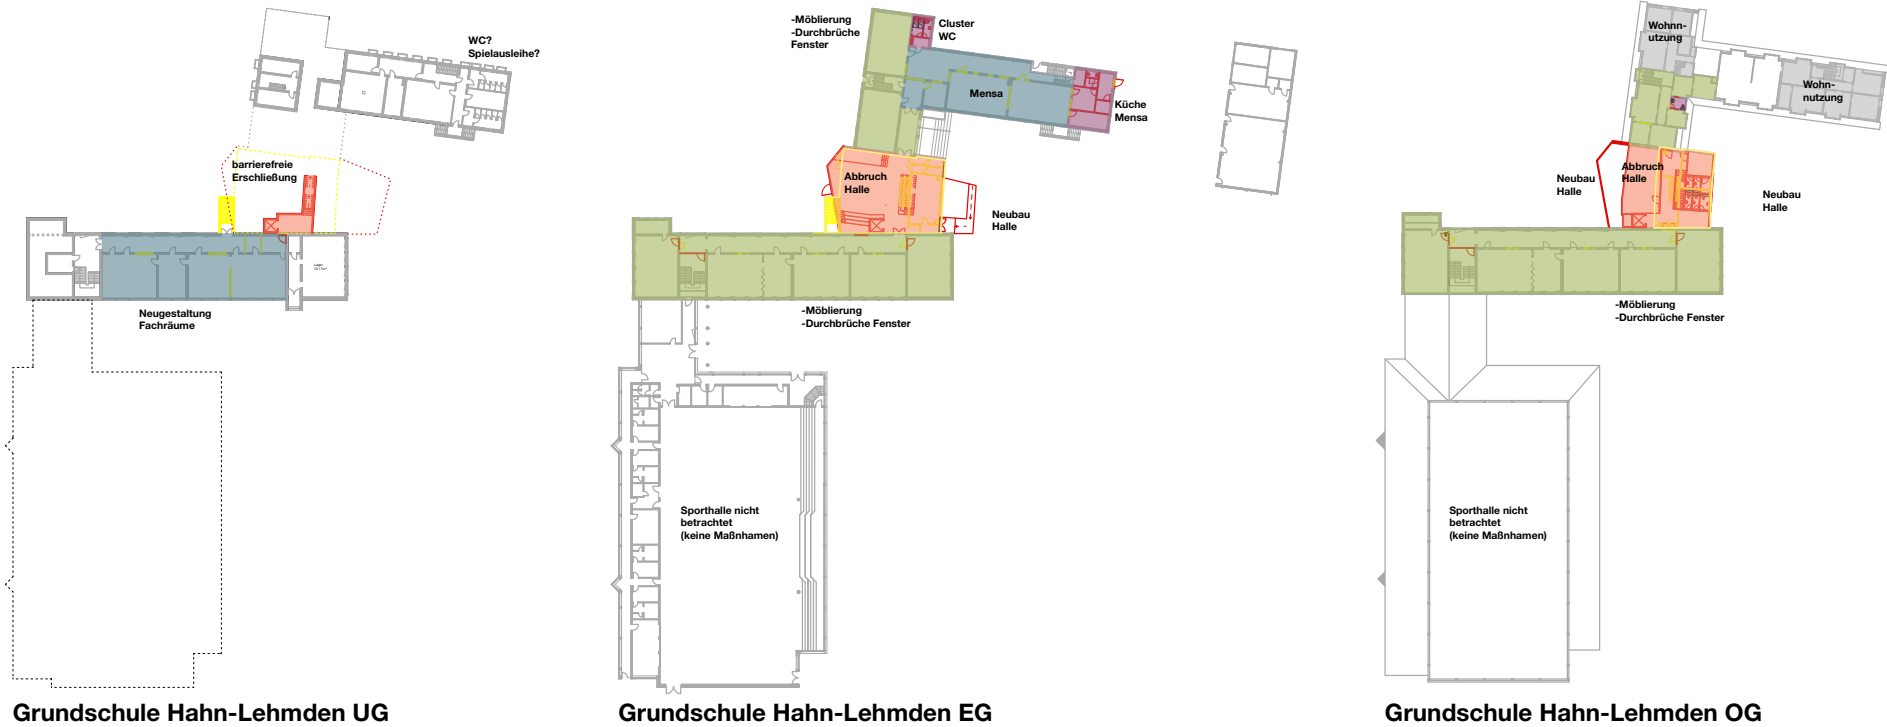 WC?
Spielausleihe?
barrierefreie
Erschließung
Lager
Neugestaltung
Fachräume
Grundschule Hahn-Lehmden UG
-Möblierung
-Durchbrüche
Fenster
Cluster
WC
Mensa
Küche
Mensa
Abbruch
Halle
Neubau
Halle
-Möblierung
-Durchbrüche Fenster
Sporthalle nicht
betrachtet
(keine Maßnhamen)
Grundschule Hahn-Lehmden EG
Wohnn-
utzung
Wohn-
nutzung
Abbruch
Halle
Neubau
Halle
Neubau
Halle
-Möblierung
-Durchbrüche Fenster
Sporthalle nicht
betrachtet
(keine Maßnhamen)
Grundschule Hahn-Lehmden OG